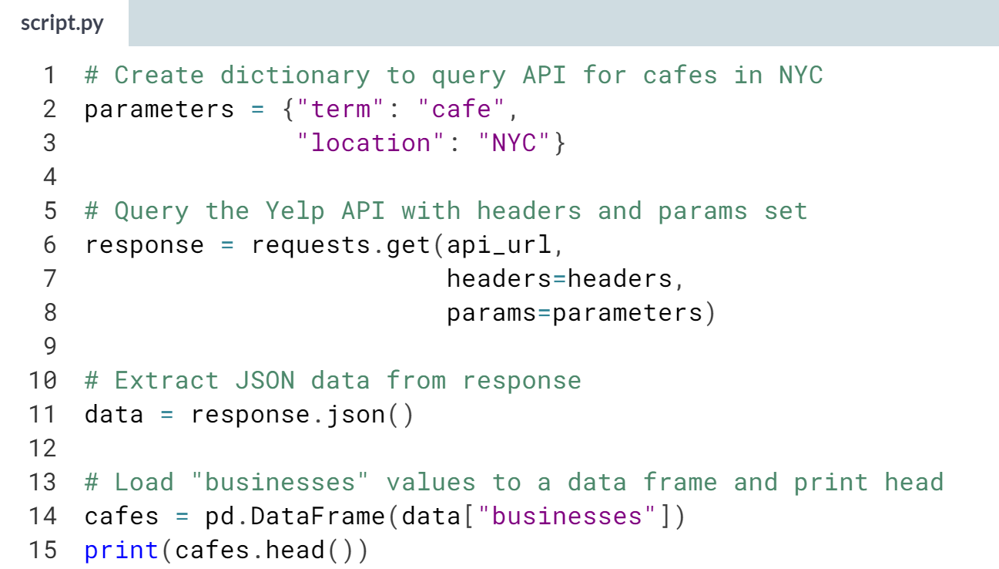 script.py
1 # Create dictionary to query API for cafes in NYC
2 parameters = {"term": "cafe",
3               "location": "NYC"}
4
5 # Query the Yelp API with headers and params set
6 response = requests.get(api_url,
7                         headers=headers,
8                         params=parameters)
9
10 # Extract JSON data from response
11 data = response.json()
12
13 # Load "businesses" values to a data frame and print head
14 cafes = pd.DataFrame(data["businesses"])
15 print(cafes.head())